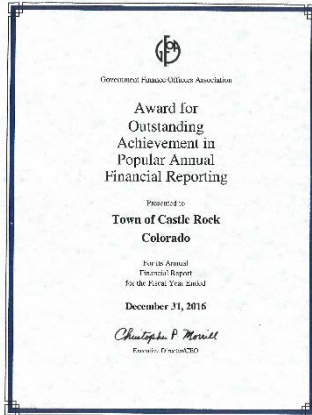 Government Finance Officers Association
Award for
Outstanding
Achievement in
Popular Annual
Financial Reporting
Presented to
Town of Castle Rock
Colorado
For its Annual
Financial Report
for the Fiscal Year Ended
December 31, 2016
Christopher P. Morrill
Executive Director/CEO